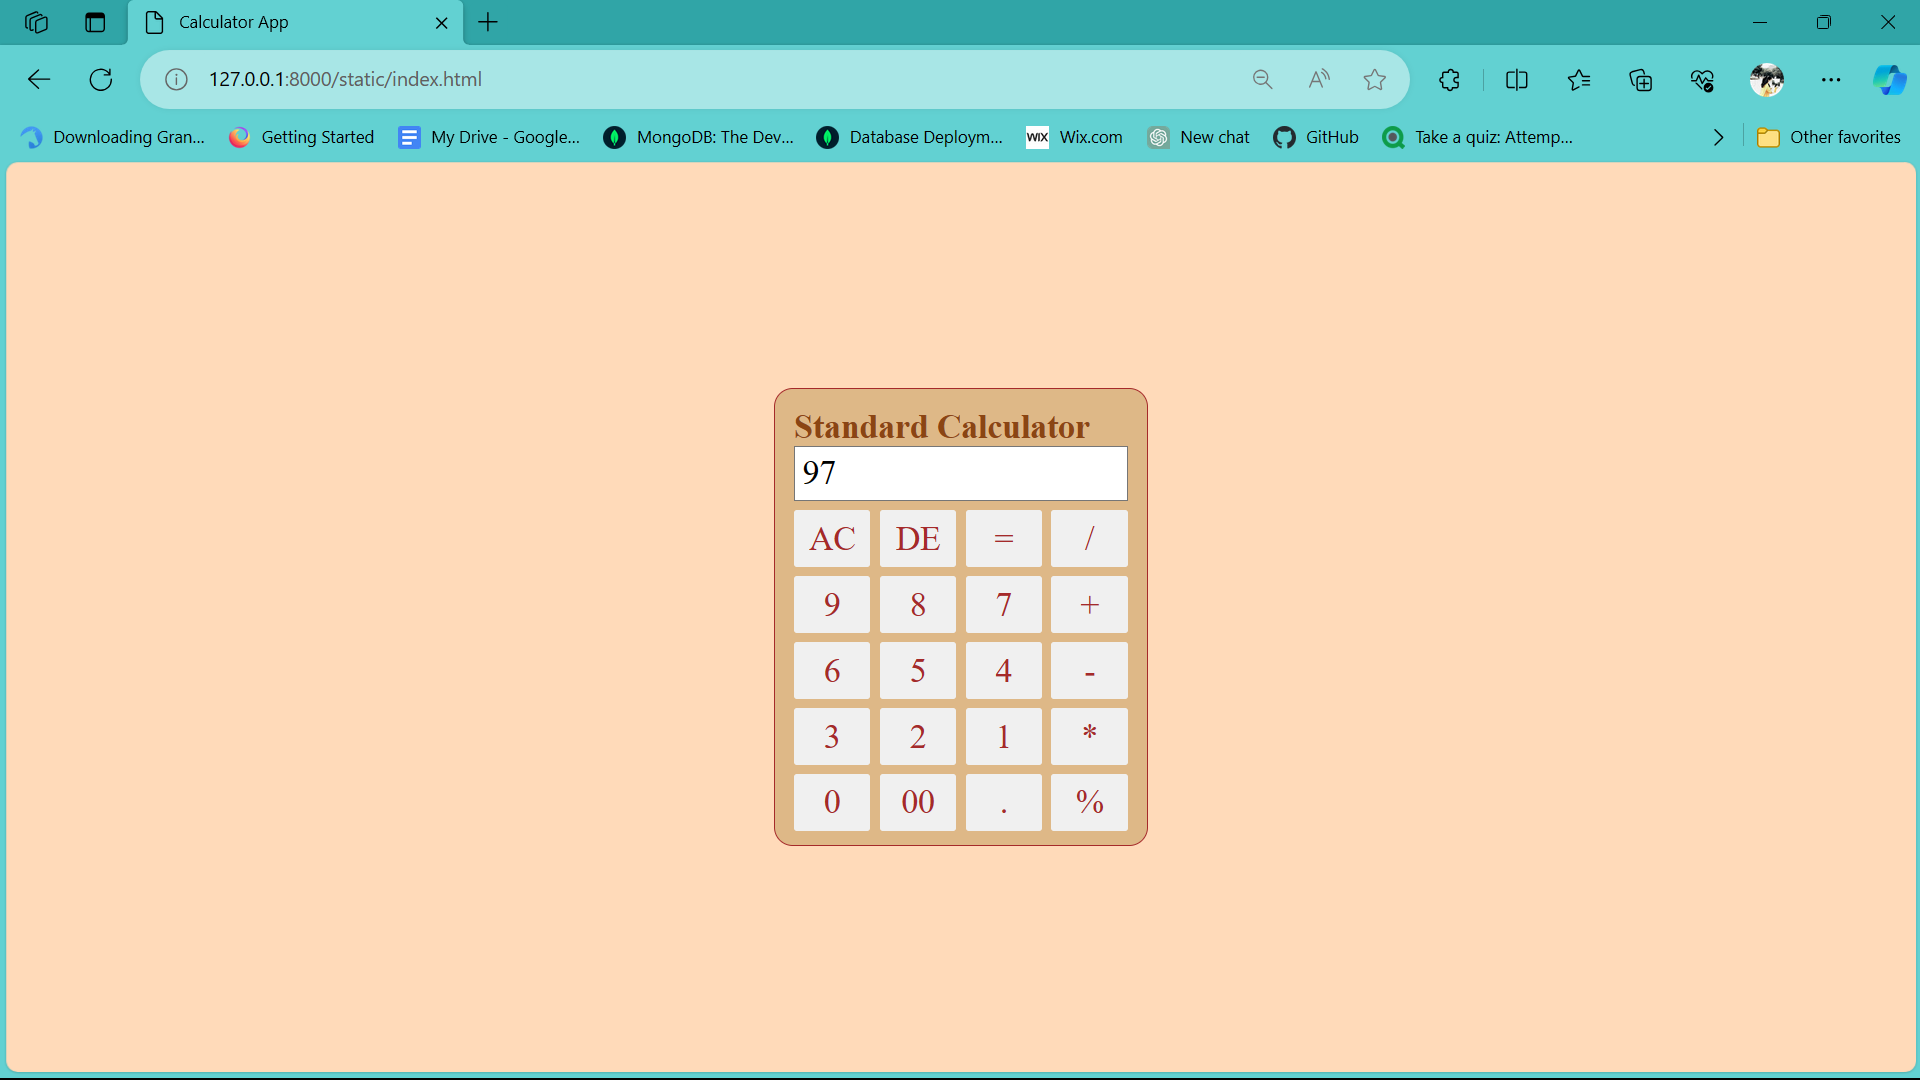 Calculator App
127.0.0.1:8000/static/index.html
Downloading Gran... Getting Started My Drive - Google... MongoDB: The Dev... Database Deploym... WIX Wix.com New chat GitHub Take a quiz: Attemp... Other favorites
Standard Calculator
97
AC DE = /
9 8 7 +
6 5 4 -
3 2 1 *
0 00 . %